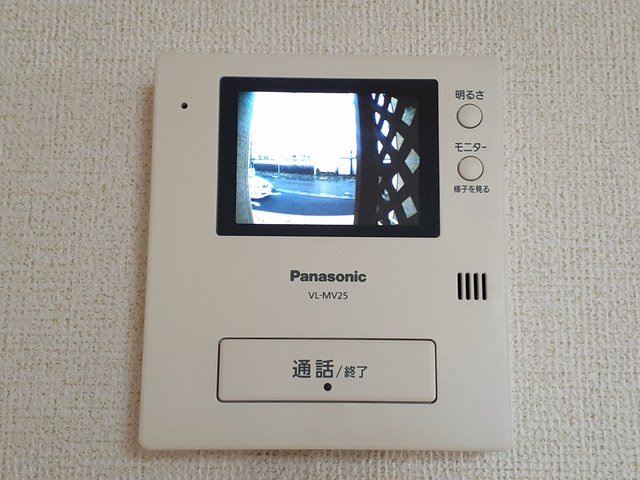 明るさ
モニター
様子を見る
Panasonic
VL-MV25
通話/終了